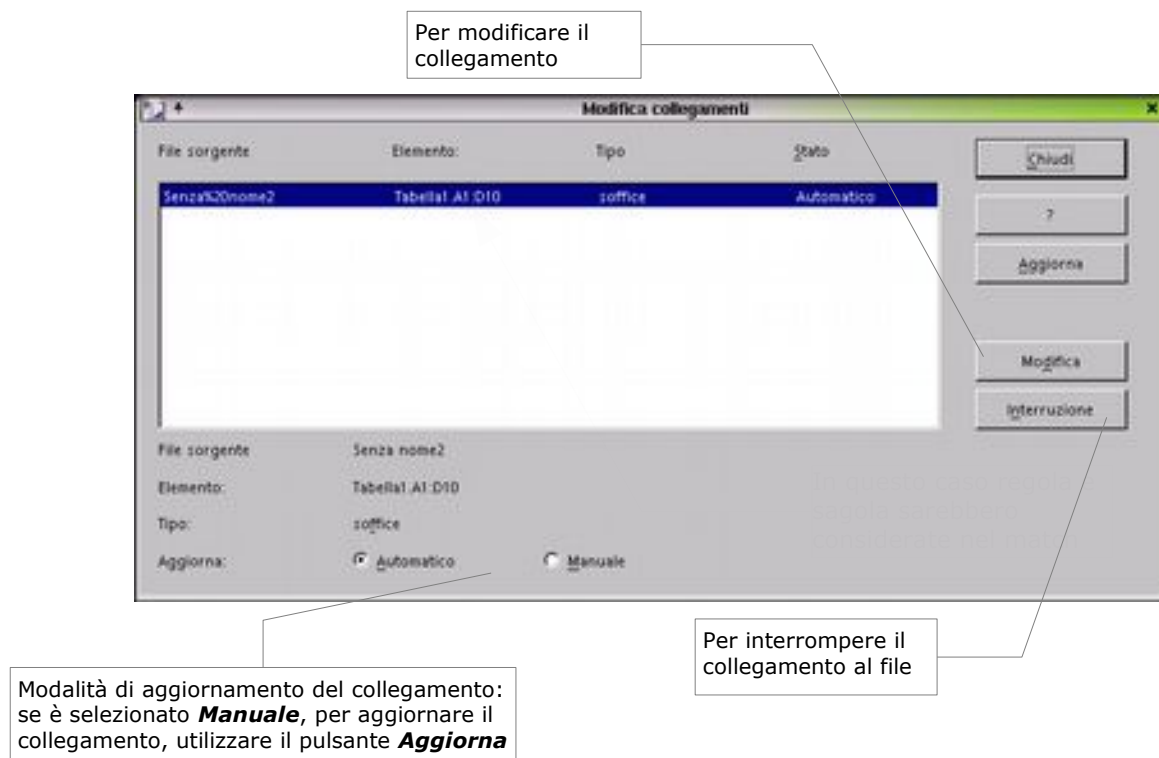 Per modificare il
collegamento
Modifica collegamenti
File sorgente Elemento: Tipo Stato
Chiudi
Senza%20nome2 Tabella1.A1:D10 soffice Automatico
?
Aggiorna
Modifica
Interruzione
File sorgente Senza nome2
Elemento: Tabella1.A1:D10
Tipo: soffice
Aggiorna: Automatico Manuale
Per interrompere il
collegamento al file
Modalità di aggiornamento del collegamento:
se è selezionato Manuale, per aggiornare il
collegamento, utilizzare il pulsante Aggiorna